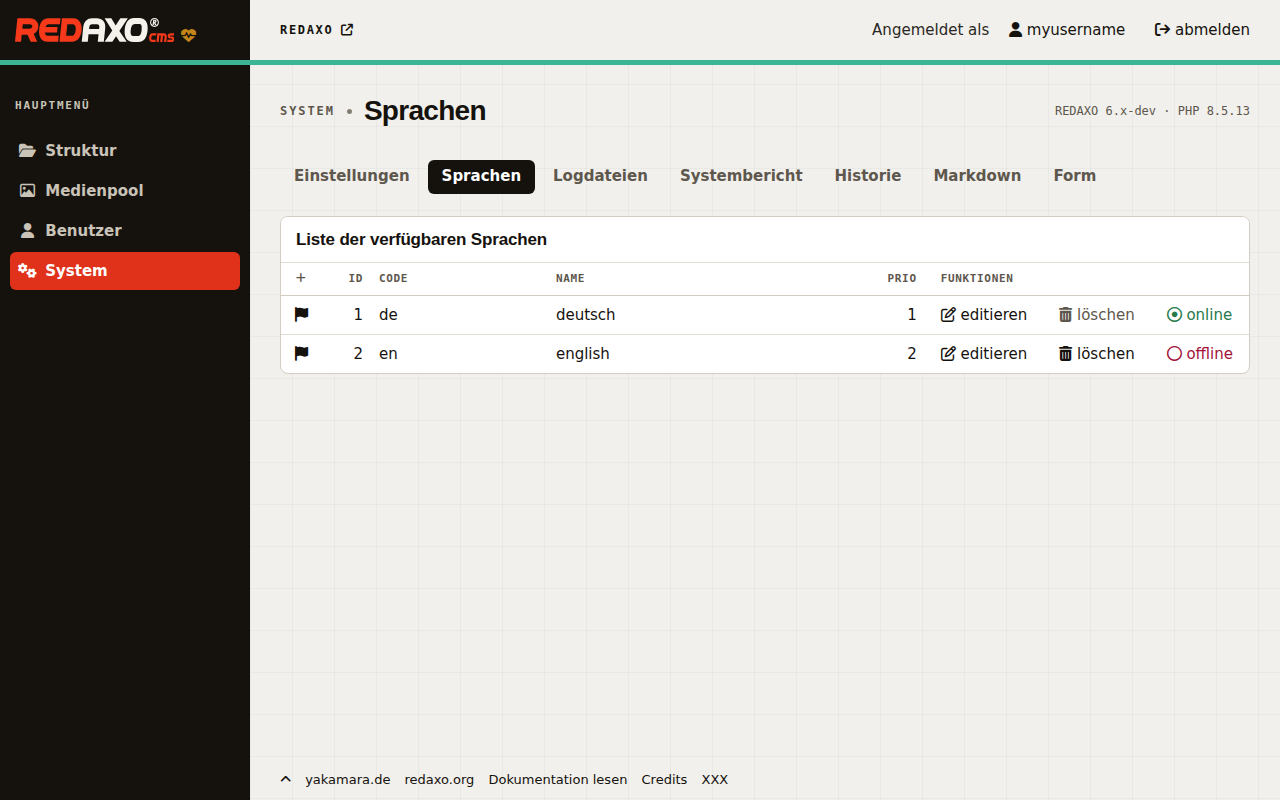 REDAXO® cms
REDAXO
Angemeldet als myusername abmelden
HAUPTMENÜ
Struktur
Medienpool
Benutzer
System
SYSTEM • Sprachen
REDAXO 6.x-dev · PHP 8.5.13
Einstellungen Sprachen Logdateien Systembericht Historie Markdown Form
Liste der verfügbaren Sprachen
+ ID CODE NAME PRIO FUNKTIONEN
1 de deutsch 1 editieren löschen online
2 en english 2 editieren löschen offline
yakamara.de redaxo.org Dokumentation lesen Credits XXX